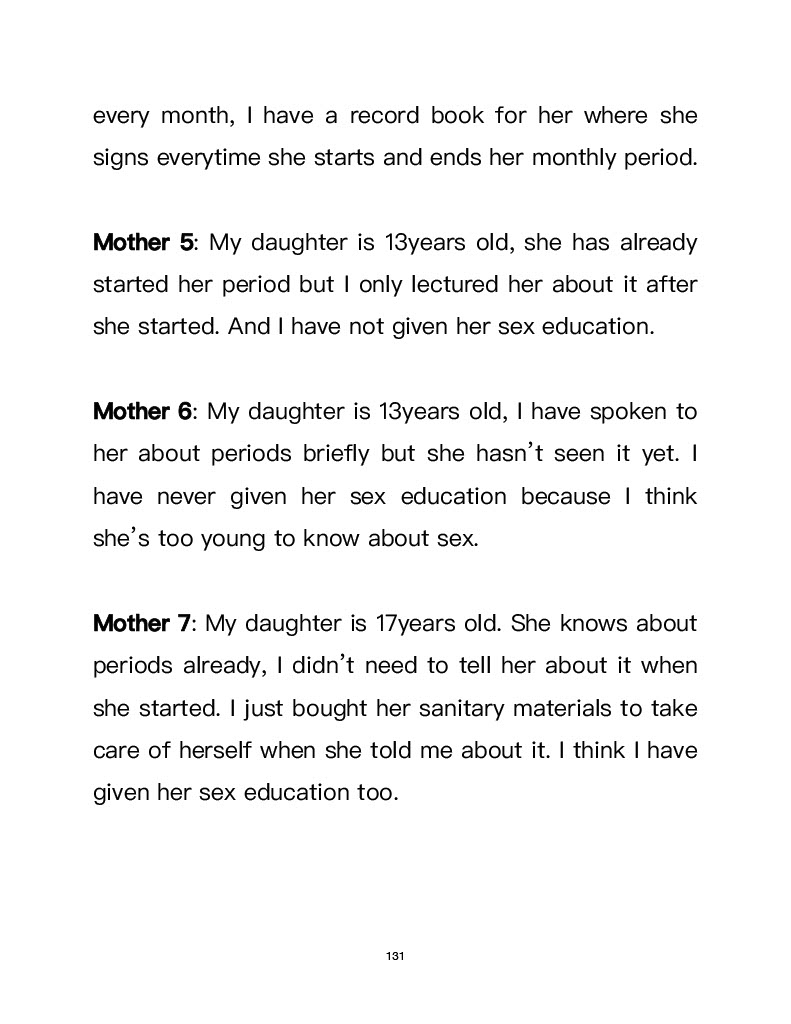 every month, I have a record book for her where she
signs everytime she starts and ends her monthly period.
Mother 5: My daughter is 13years old, she has already
started her period but I only lectured her about it after
she started. And I have not given her sex education.
Mother 6: My daughter is 13years old, I have spoken to
her about periods briefly but she hasn’t seen it yet. I
have never given her sex education because I think
she’s too young to know about sex.
Mother 7: My daughter is 17years old. She knows about
periods already, I didn’t need to tell her about it when
she started. I just bought her sanitary materials to take
care of herself when she told me about it. I think I have
given her sex education too.
131